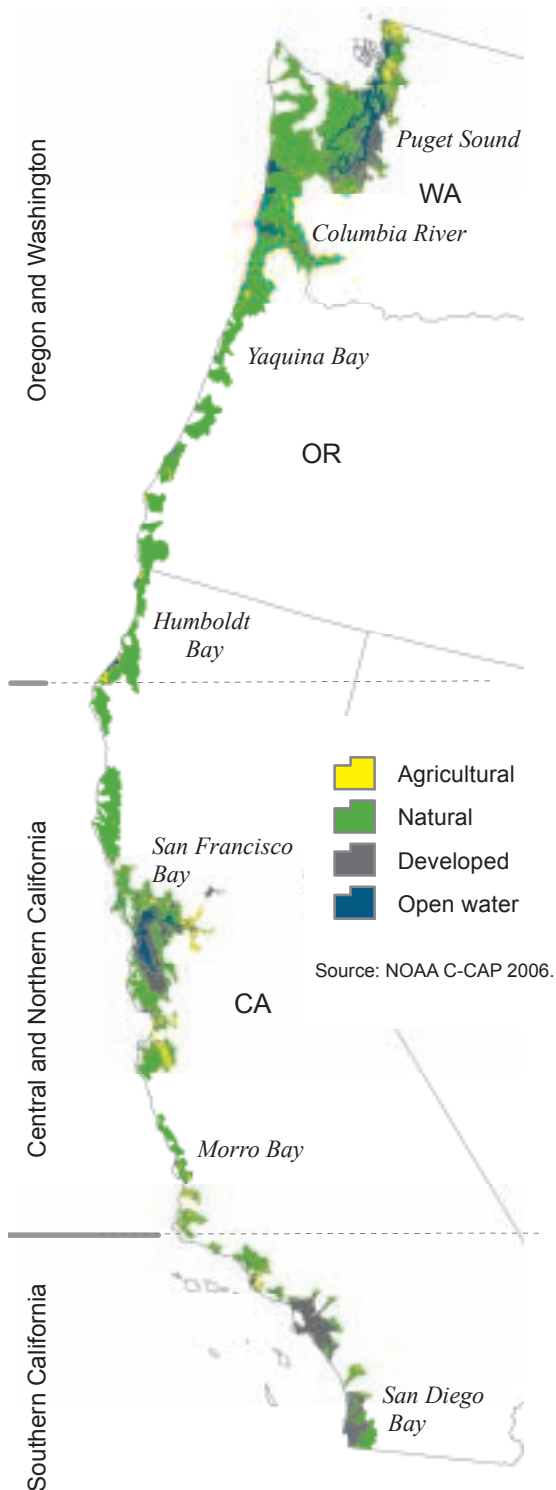 Oregon and Washington
Puget Sound
WA
Columbia River
Yaquina Bay
OR
Humboldt
Bay
Central and Northern California
Agricultural
Natural
Developed
Open water
Source: NOAA C-CAP 2006.
San Francisco
Bay
CA
Morro Bay
Southern California
San Diego
Bay